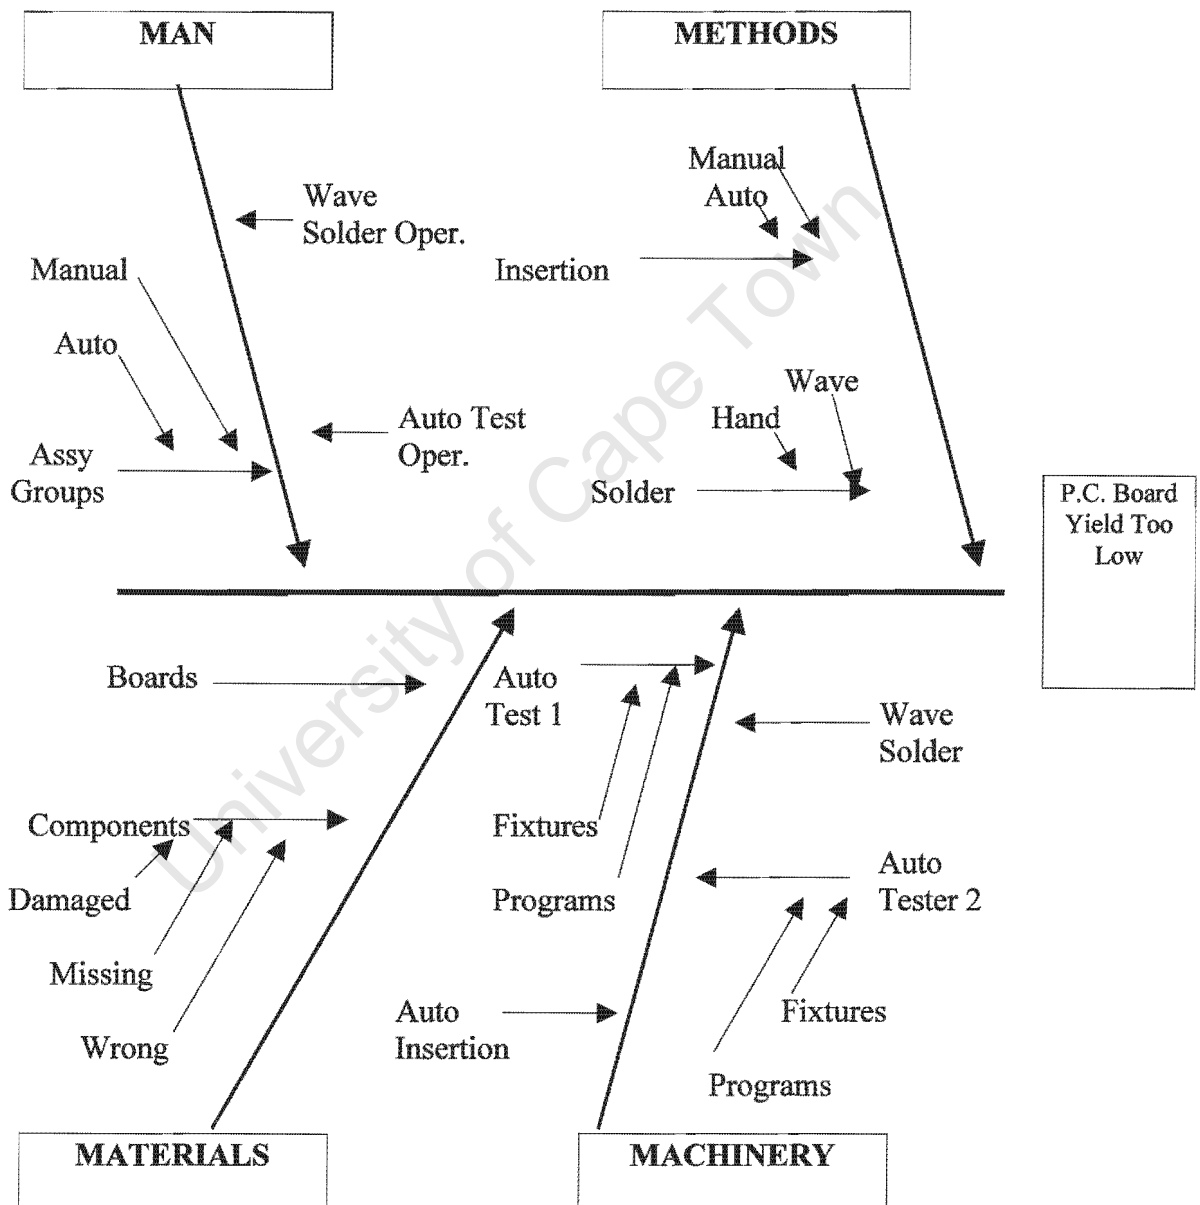 MAN
METHODS
Wave
Solder Oper.
Manual
Auto
Assy
Groups
Auto Test
Oper.
Manual
Auto
Insertion
Wave
Hand
Solder
P.C. Board
Yield Too
Low
Boards
Components
Damaged
Missing
Wrong
Auto
Test 1
Fixtures
Programs
Wave
Solder
Auto
Tester 2
Fixtures
Programs
Auto
Insertion
MATERIALS
MACHINERY
University of Cape Town